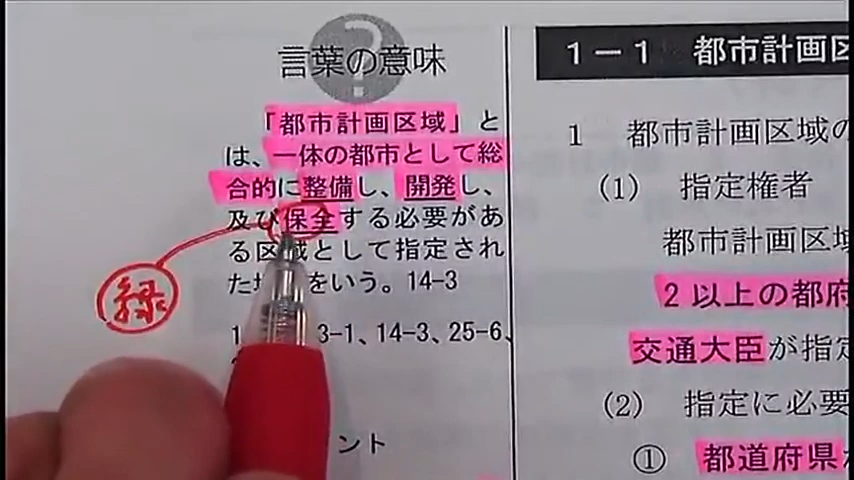 ?
言葉の意味
「都市計画区域」と
は、一体の都市として総
合的に整備し、開発し、
及び保全する必要があ
る区域として指定され
た をいう。14-3
3-1、14-3、25-6、
ント
緑
1－1 都市計画区
1 都市計画区域の
(1) 指定権者
都市計画区域
2以上の都府
交通大臣が指定
(2) 指定に必要
① 都道府県